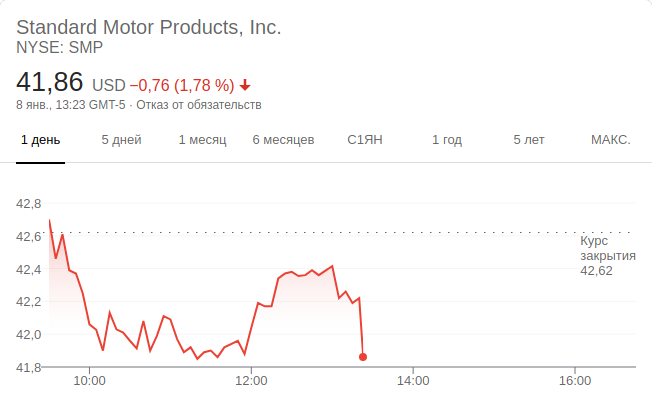 Standard Motor Products, Inc.
NYSE: SMP
41,86 USD −0,76 (1,78 %)
8 янв., 13:23 GMT-5 · Отказ от обязательств
1 день 5 дней 1 месяц 6 месяцев С1ЯН 1 год 5 лет МАКС.
42,8
42,6
42,4
42,2
42,0
41,8
Курс
закрытия
42,62
10:00 12:00 14:00 16:00